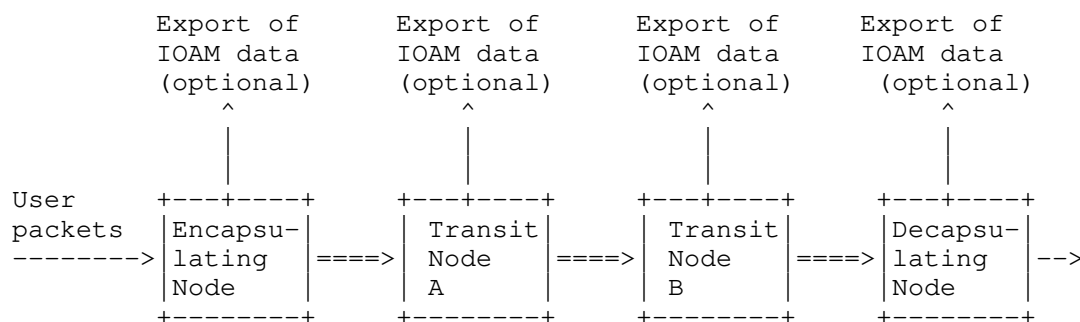 Export of Export of Export of Export of
IOAM data IOAM data IOAM data IOAM data
(optional) (optional) (optional) (optional)
User
packets Encapsu- Transit Transit Decapsu-
lating Node Node lating
Node A B Node